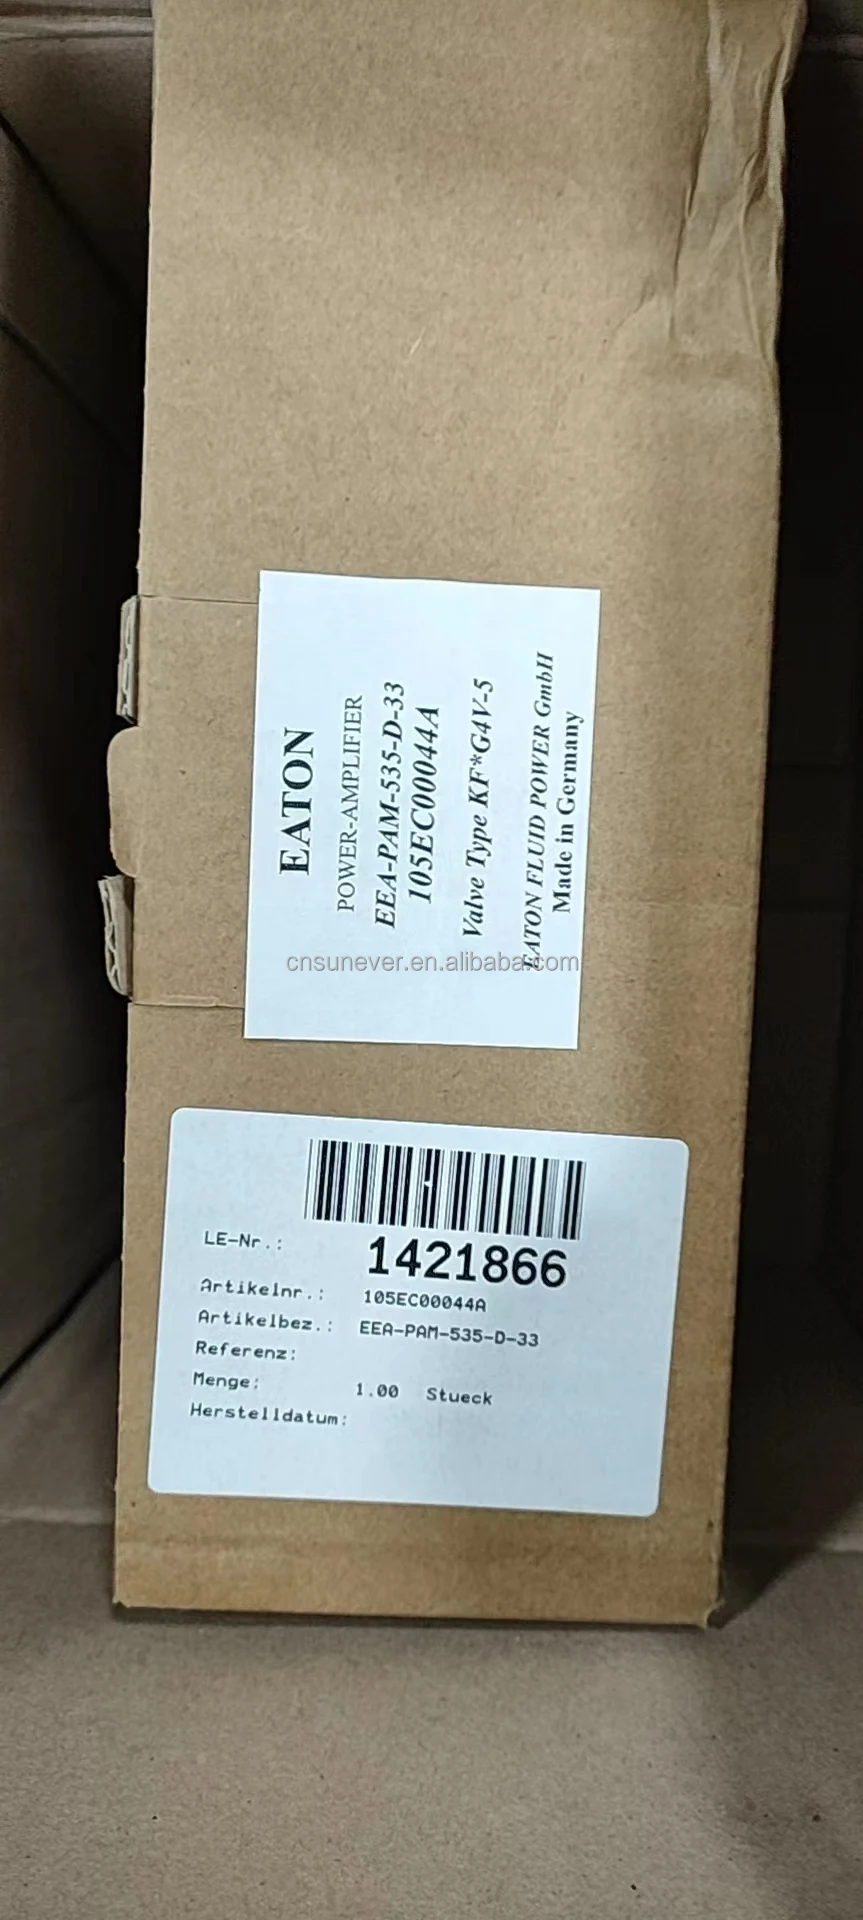 EATON
POWER-AMPLIFIER
EEA-PAM-535-D-33
105EC00044A
Valve Type KF*G4V-5
EATON FLUID POWER GmbH
Made in Germany
cnsunever.en.alibaba.com
LE-Nr.: 1421866
Artikelnr.: 105EC00044A
Artikelbez.: EEA-PAM-535-D-33
Referenz:
Menge: 1.00 Stueck
Herstelldatum: